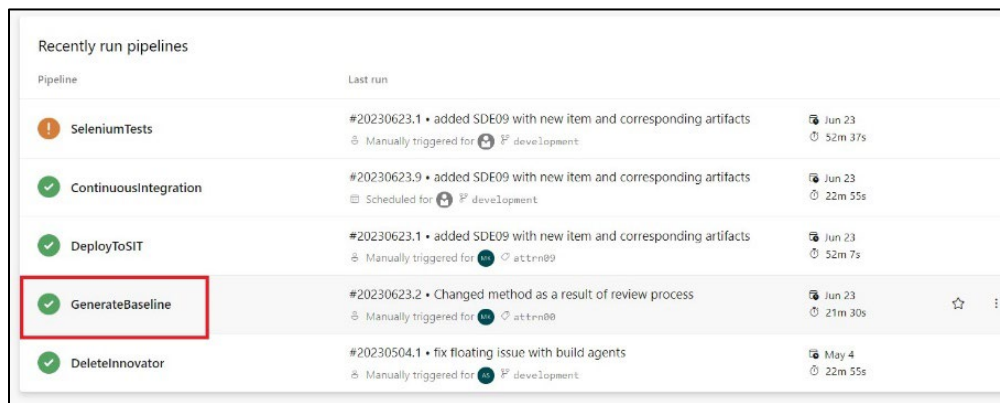 Recently run pipelines
Pipeline Last run
SeleniumTests #20230623.1 • added SDE09 with new item and corresponding artifacts Jun 23
Manually triggered for development 52m 37s
ContinuousIntegration #20230623.9 • added SDE09 with new item and corresponding artifacts Jun 23
Scheduled for development 22m 55s
DeployToSIT #20230623.1 • added SDE09 with new item and corresponding artifacts Jun 23
Manually triggered for MK attrn09 52m 7s
GenerateBaseline #20230623.2 • Changed method as a result of review process Jun 23
Manually triggered for MK attrn00 21m 30s
DeleteInnovator #20230504.1 • fix floating issue with build agents May 4
Manually triggered for AS development 22m 55s